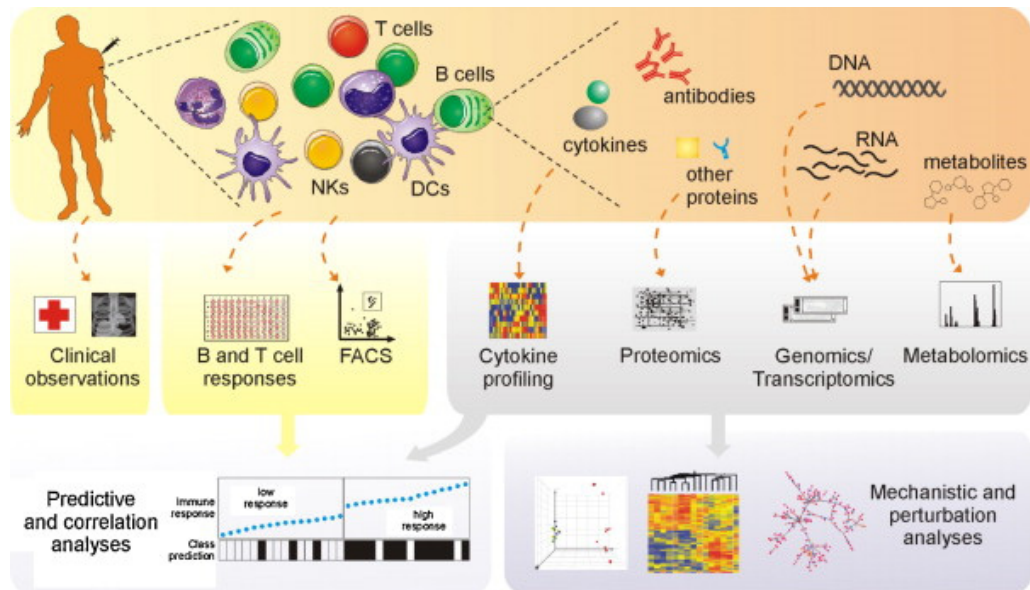 T cells
B cells
NKs
DCs
antibodies
cytokines
other
proteins
DNA
RNA
metabolites
Clinical
observations
B and T cell
responses
FACS
Cytokine
profiling
Proteomics
Genomics/
Transcriptomics
Metabolomics
Predictive
and correlation
analyses
Immune
response
low
response
high
response
Class
prediction
Mechanistic and
perturbation
analyses